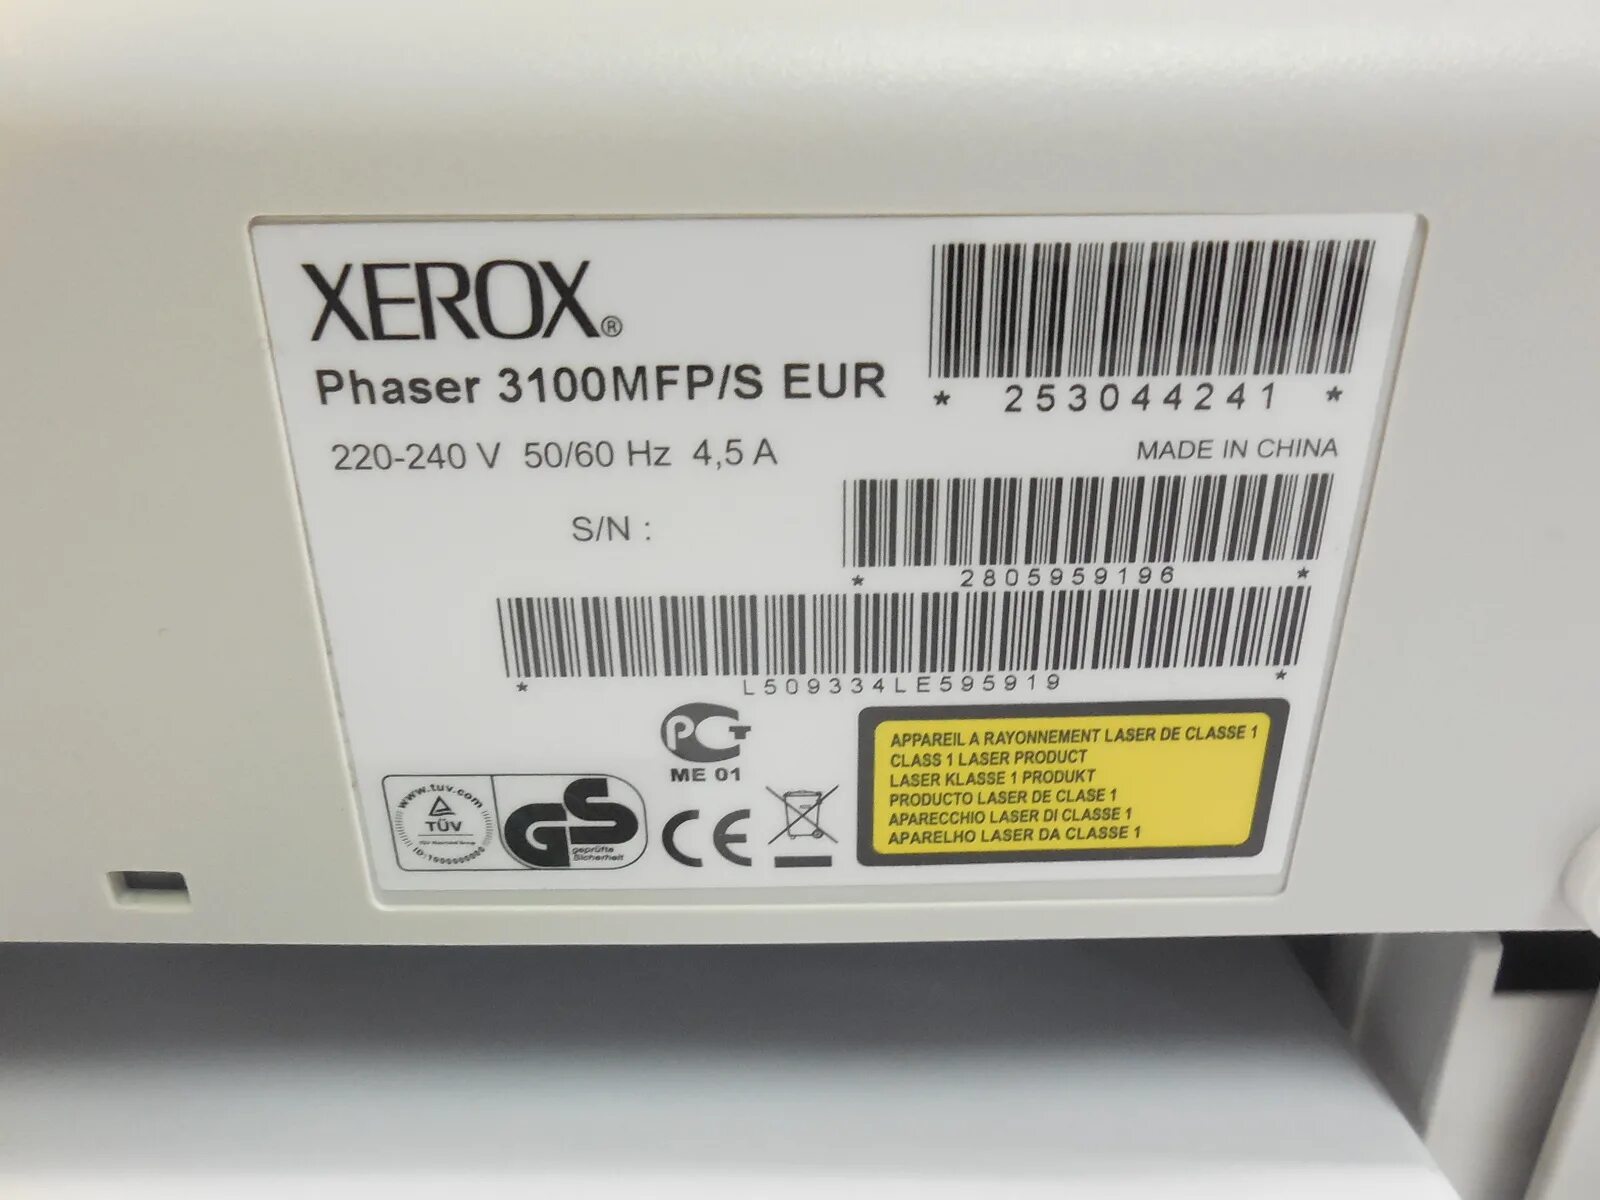 XEROX®
Phaser 3100MFP/S EUR
* 253044241 *
220-240 V 50/60 Hz 4,5 A
MADE IN CHINA
S/N :
* 2805959196 *
* L509334LE595919 *
PCT
ME 01
www.tuv.com
TÜV
GS
geprüfte
Sicherheit
CE
APPAREIL A RAYONNEMENT LASER DE CLASSE 1
CLASS 1 LASER PRODUCT
LASER KLASSE 1 PRODUKT
PRODUCTO LASER DE CLASE 1
APARECCHIO LASER DI CLASSE 1
APARELHO LASER DA CLASSE 1